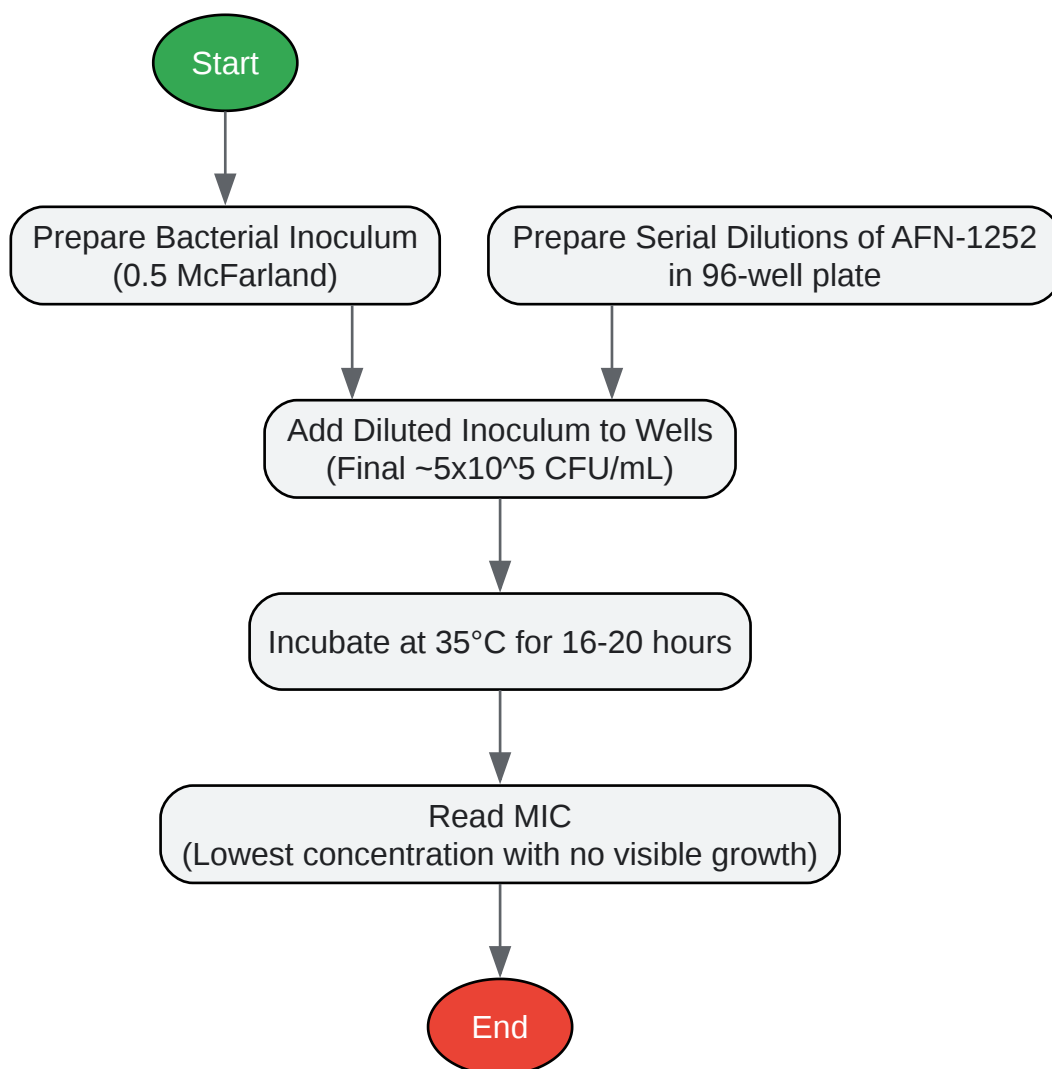 Start
Prepare Bacterial Inoculum
(0.5 McFarland)
Prepare Serial Dilutions of AFN-1252
in 96-well plate
Add Diluted Inoculum to Wells
(Final ~5x10^5 CFU/mL)
Incubate at 35°C for 16-20 hours
Read MIC
(Lowest concentration with no visible growth)
End